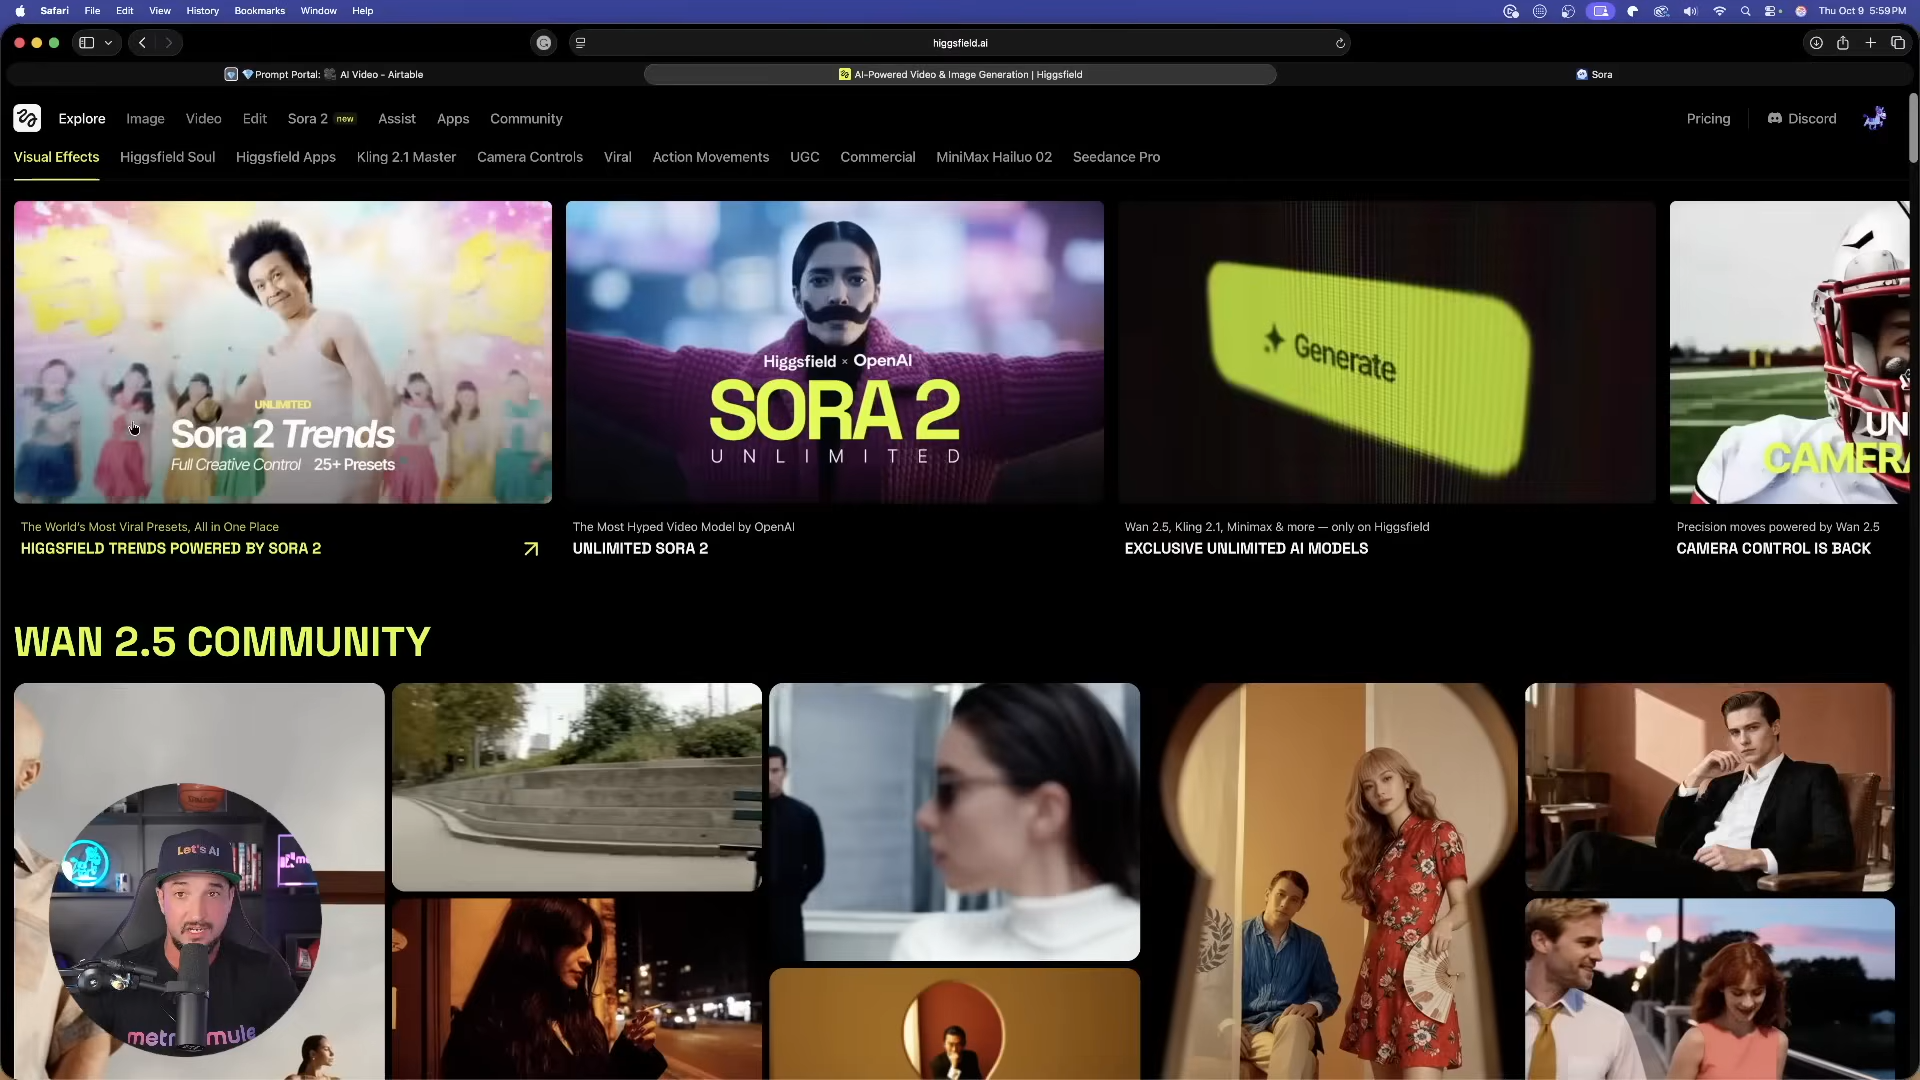 Safari File Edit View History Bookmarks Window Help
Thu Oct 9 5:59 PM
higgsfield.ai
Prompt Portal: AI Video - Airtable
AI-Powered Video & Image Generation | Higgsfield
Sora
Explore Image Video Edit Sora 2 new Assist Apps Community
Pricing Discord
Visual Effects Higgsfield Soul Higgsfield Apps Kling 2.1 Master Camera Controls Viral Action Movements UGC Commercial MiniMax Hailuo 02 Seedance Pro
UNLIMITED
Sora 2 Trends
Full Creative Control 25+ Presets
Higgsfield × OpenAI
SORA 2
UNLIMITED
Generate
UN
CAMERA
The World's Most Viral Presets, All in One Place
HIGGSFIELD TRENDS POWERED BY SORA 2
The Most Hyped Video Model by OpenAI
UNLIMITED SORA 2
Wan 2.5, Kling 2.1, Minimax & more — only on Higgsfield
EXCLUSIVE UNLIMITED AI MODELS
Precision moves powered by Wan 2.5
CAMERA CONTROL IS BACK
WAN 2.5 COMMUNITY
Let's AI